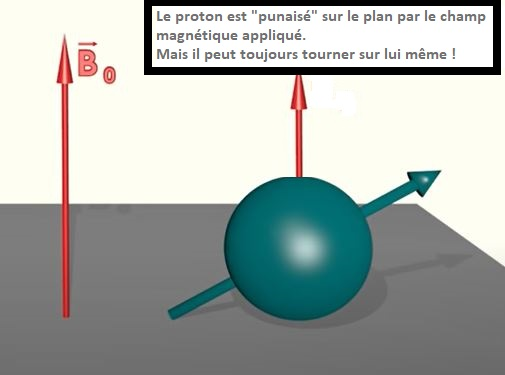 Le proton est "punaisé" sur le plan par le champ
magnétique appliqué.
Mais il peut toujours tourner sur lui même !
B₀